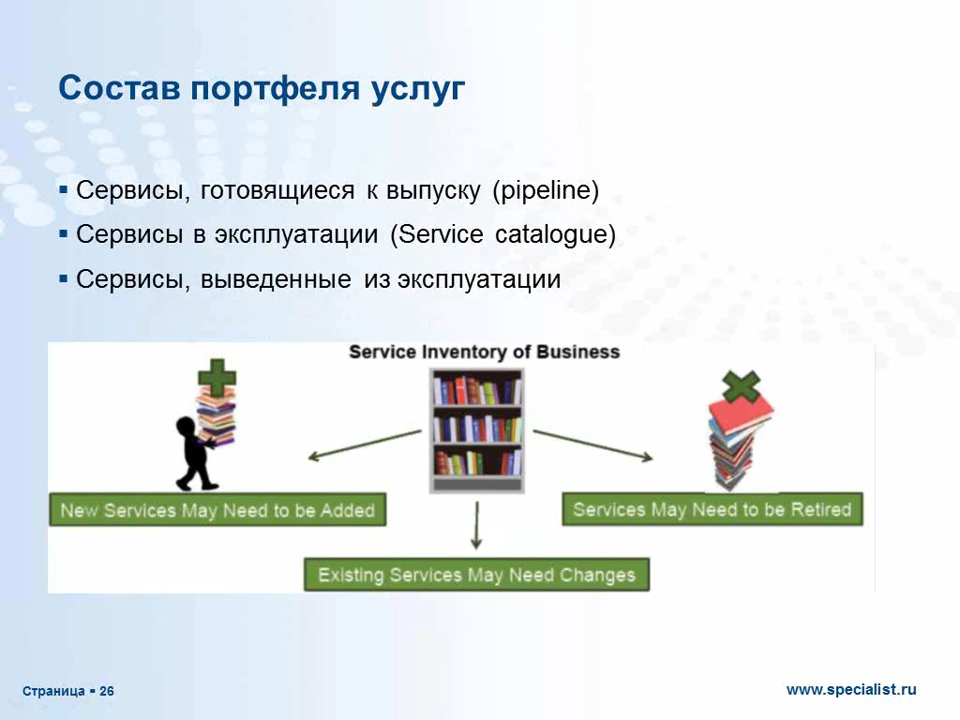 Состав портфеля услуг
▪ Сервисы, готовящиеся к выпуску (pipeline)
▪ Сервисы в эксплуатации (Service catalogue)
▪ Сервисы, выведенные из эксплуатации
Service Inventory of Business
New Services May Need to be Added
Services May Need to be Retired
Existing Services May Need Changes
Страница ▪ 26
www.specialist.ru